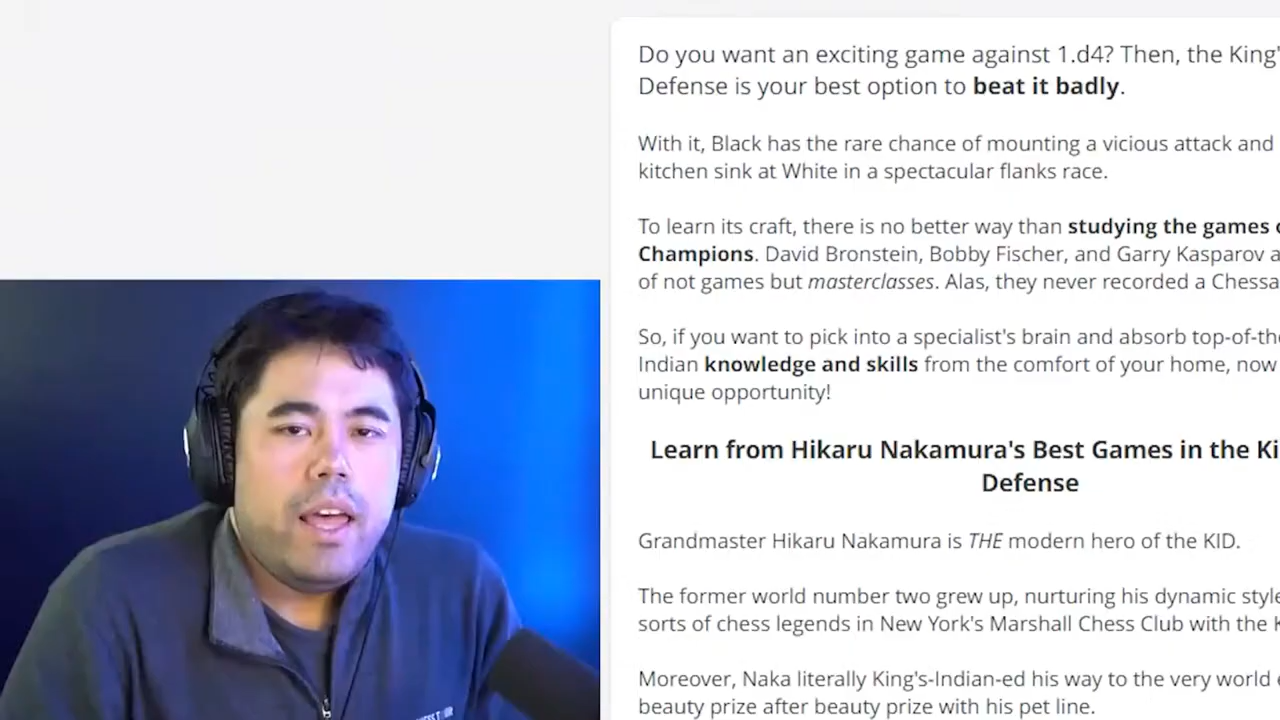 Do you want an exciting game against 1.d4? Then, the King'
Defense is your best option to beat it badly.
With it, Black has the rare chance of mounting a vicious attack and
kitchen sink at White in a spectacular flanks race.
To learn its craft, there is no better way than studying the games
Champions. David Bronstein, Bobby Fischer, and Garry Kasparov a
of not games but masterclasses. Alas, they never recorded a Chessa
So, if you want to pick into a specialist's brain and absorb top-of-the
Indian knowledge and skills from the comfort of your home, now
unique opportunity!
Learn from Hikaru Nakamura's Best Games in the Ki
Defense
Grandmaster Hikaru Nakamura is THE modern hero of the KID.
The former world number two grew up, nurturing his dynamic style
sorts of chess legends in New York's Marshall Chess Club with the K
Moreover, Naka literally King's-Indian-ed his way to the very world
beauty prize after beauty prize with his pet line.